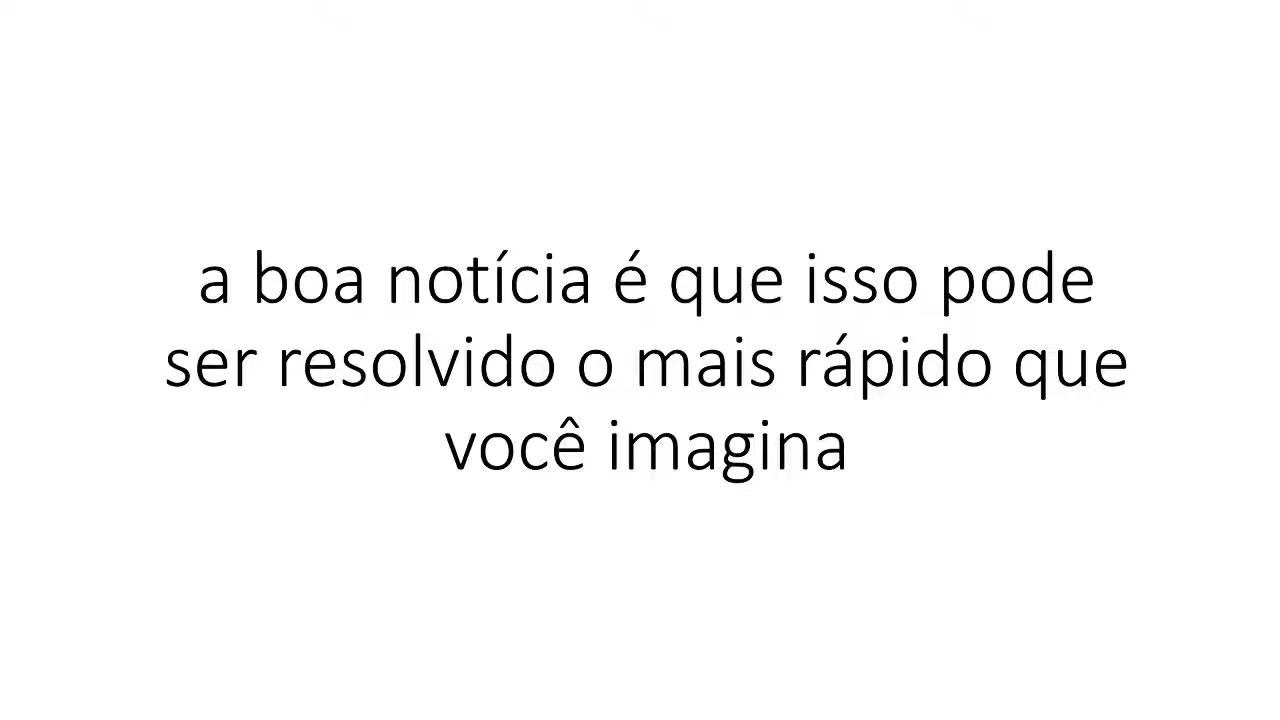 a boa notícia é que isso pode
ser resolvido o mais rápido que
você imagina